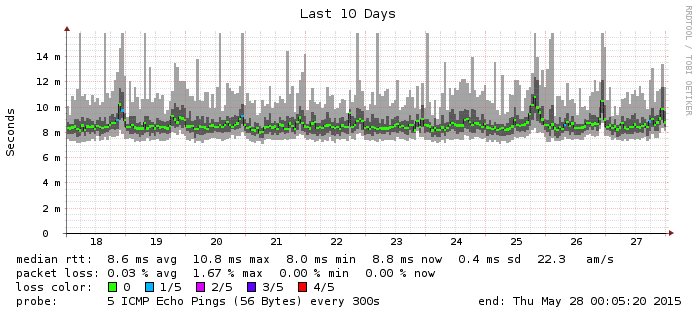 Last 10 Days
RRDTOOL / TOBI OETIKER
Seconds
14 m
12 m
10 m
8 m
6 m
4 m
2 m
0
18 19 20 21 22 23 24 25 26 27
median rtt: 8.6 ms avg 10.8 ms max 8.0 ms min 8.8 ms now 0.4 ms sd 22.3 am/s
packet loss: 0.03 % avg 1.67 % max 0.00 % min 0.00 % now
loss color: 0 1/5 2/5 3/5 4/5
probe: 5 ICMP Echo Pings (56 Bytes) every 300s end: Thu May 28 00:05:20 2015